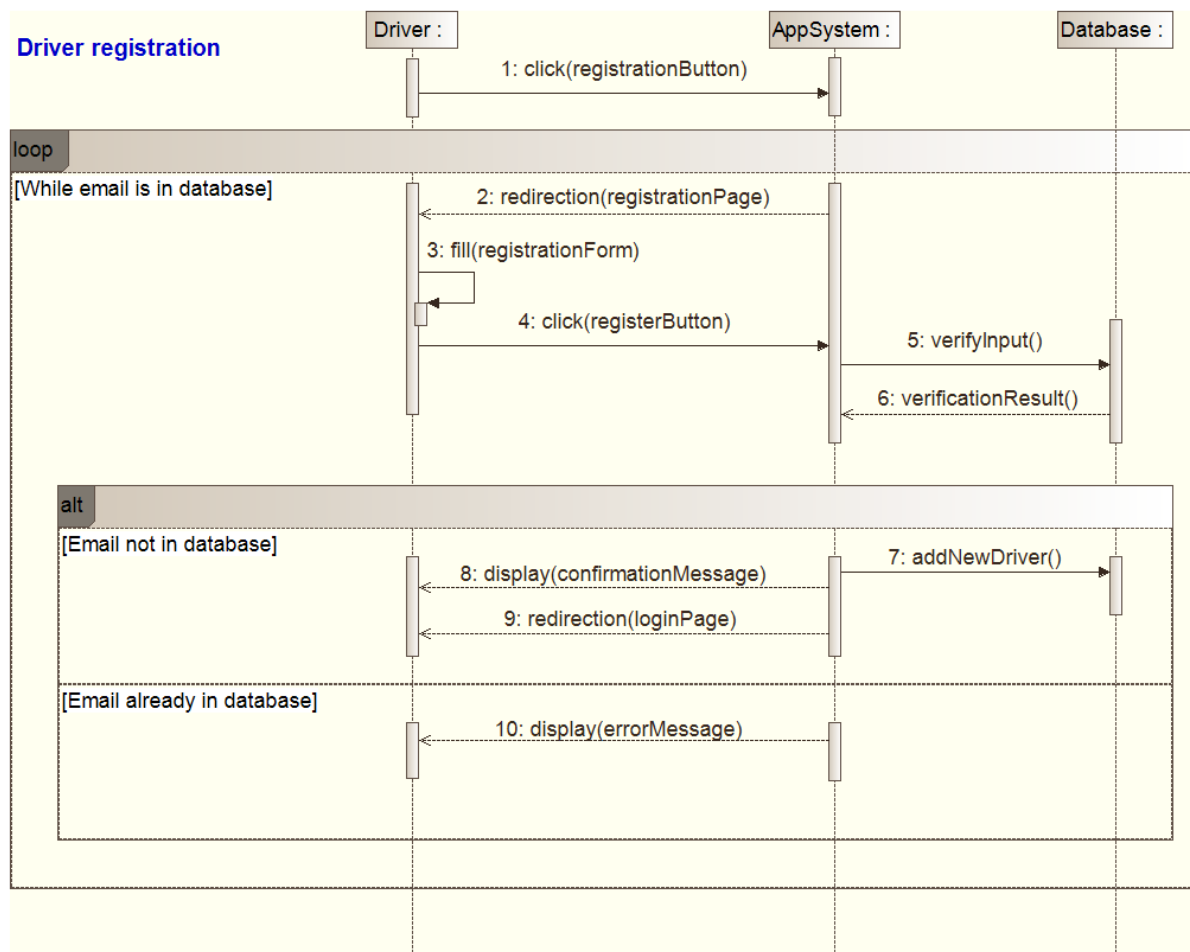 Driver registration
Driver :
AppSystem :
Database :
1: click(registrationButton)
loop
[While email is in database]
2: redirection(registrationPage)
3: fill(registrationForm)
4: click(registerButton)
5: verifyInput()
6: verificationResult()
alt
[Email not in database]
7: addNewDriver()
8: display(confirmationMessage)
9: redirection(loginPage)
[Email already in database]
10: display(errorMessage)